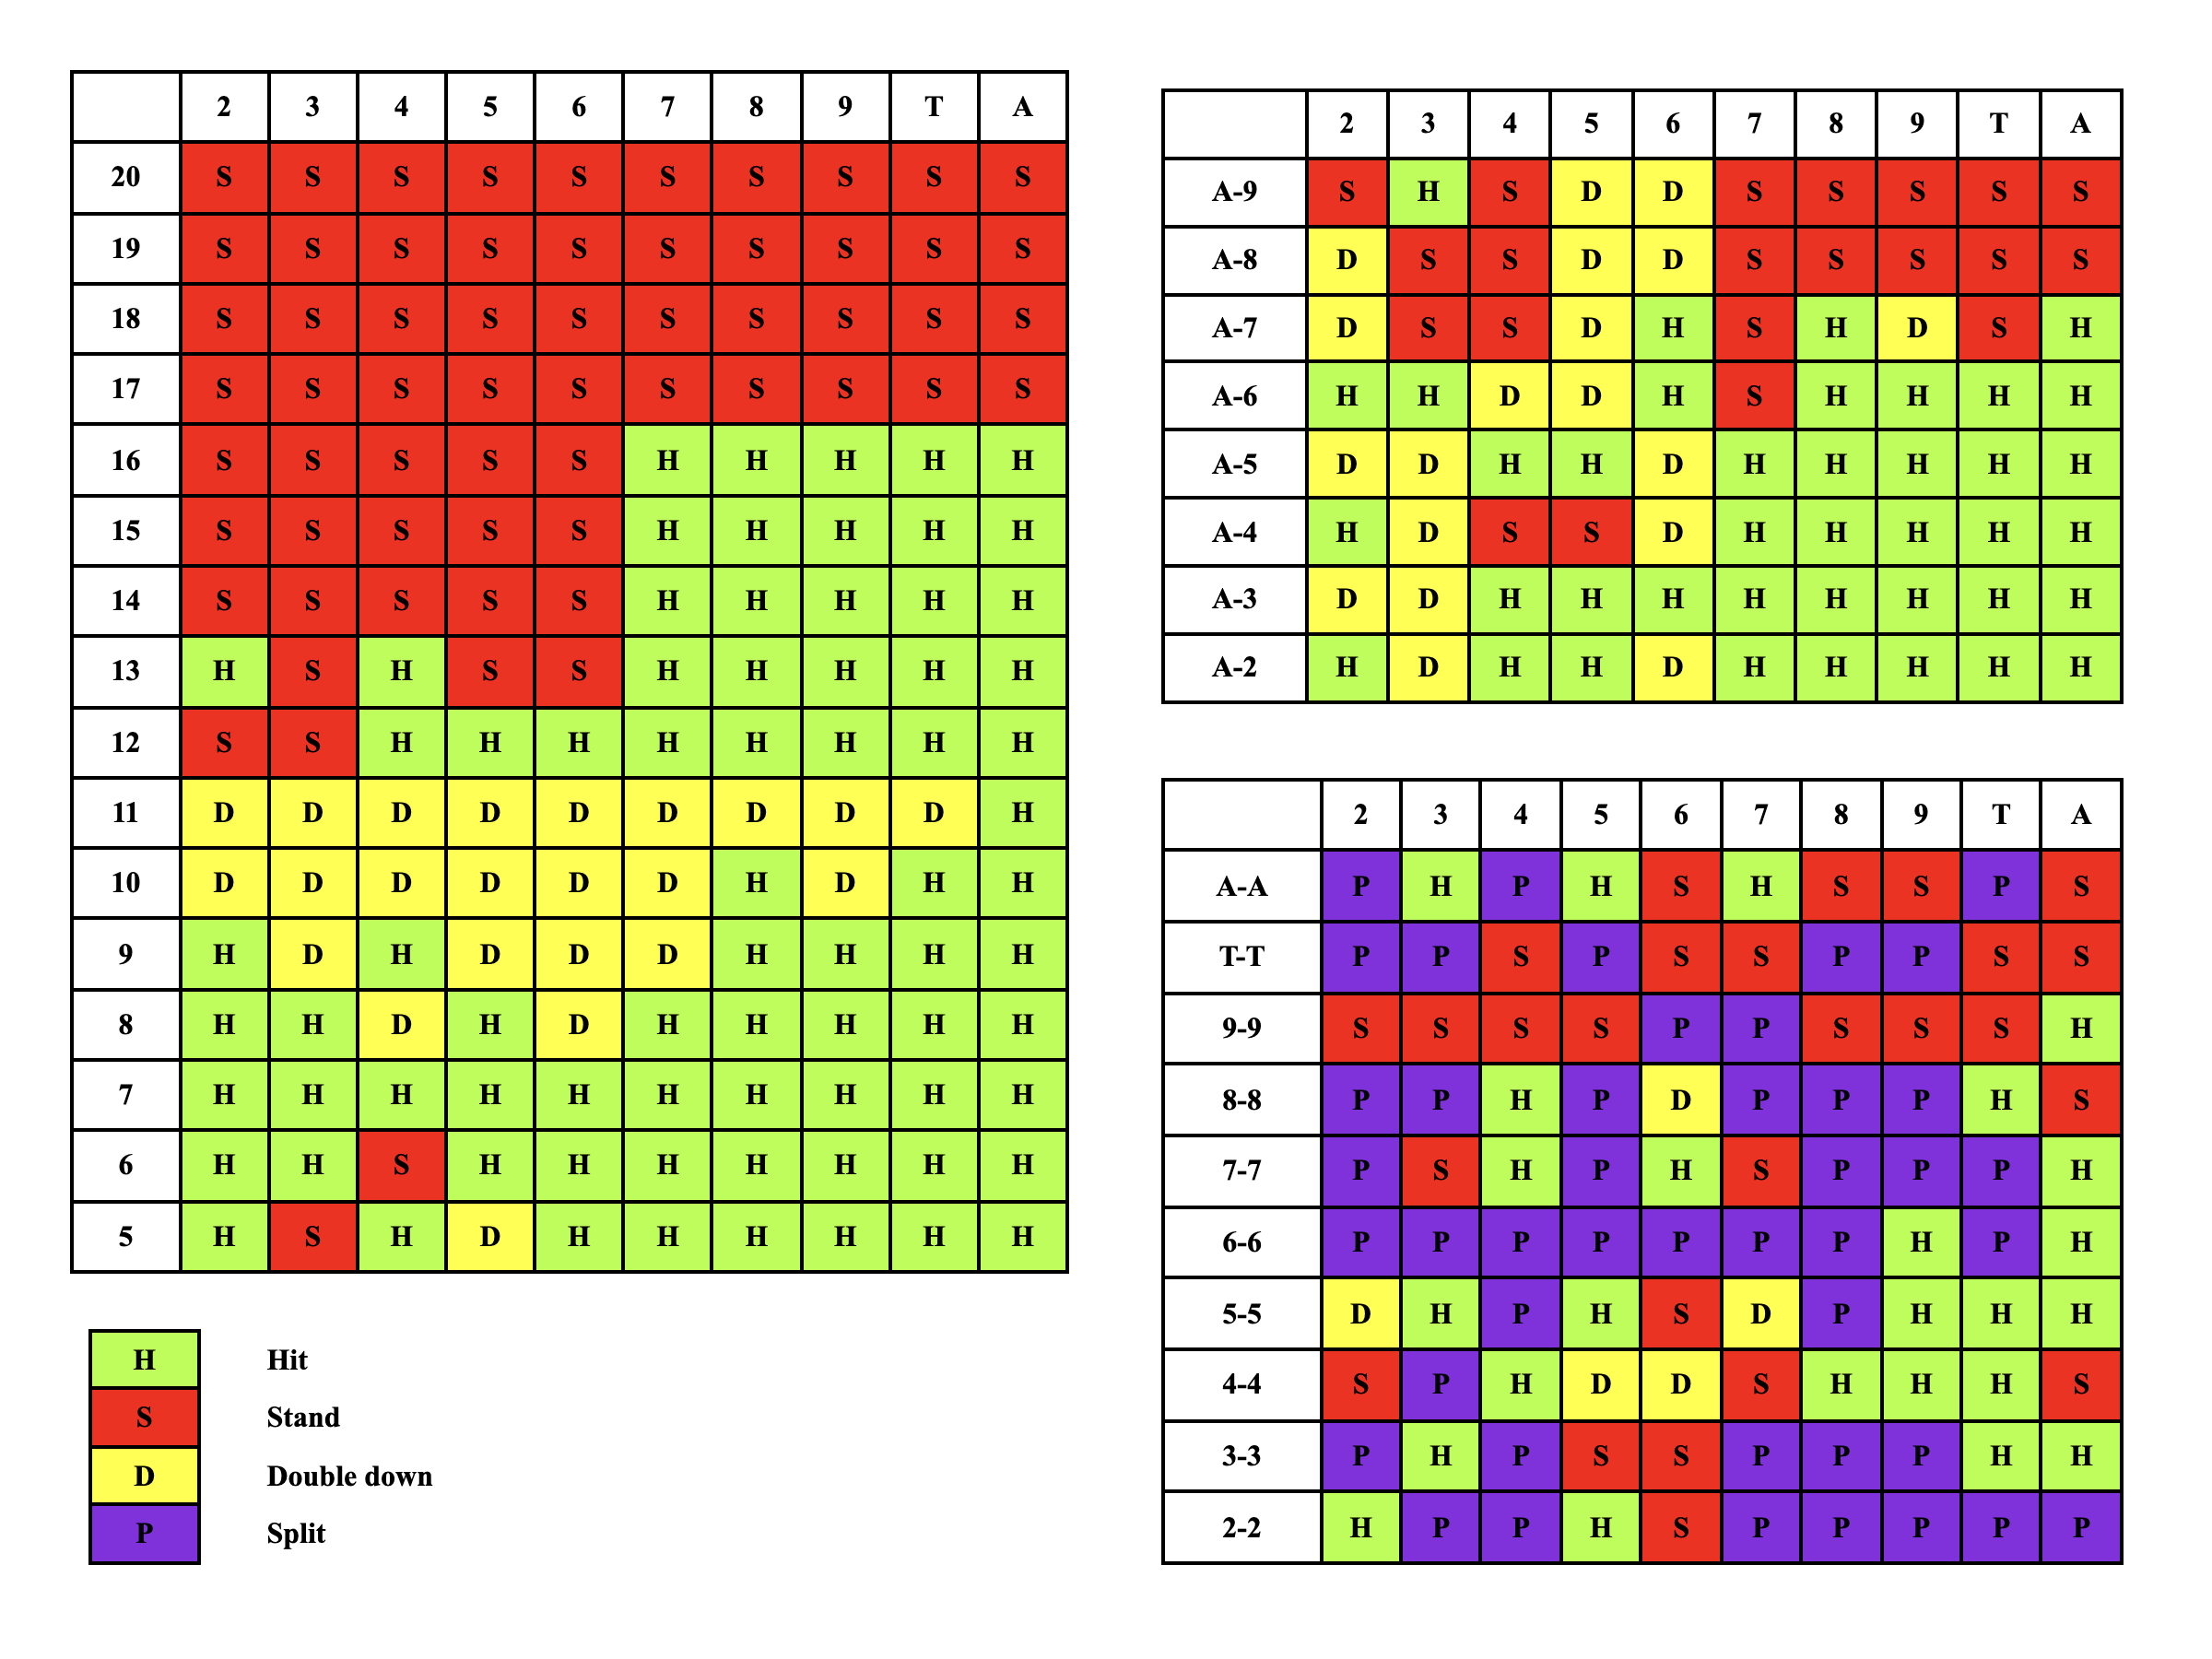 2 3 4 5 6 7 8 9 T A
20 S S S S S S S S S S
19 S S S S S S S S S S
18 S S S S S S S S S S
17 S S S S S S S S S S
16 S S S S S H H H H H
15 S S S S S H H H H H
14 S S S S S H H H H H
13 H S H S S H H H H H
12 S S H H H H H H H H
11 D D D D D D D D D H
10 D D D D D D H D H H
9 H D H D D D H H H H
8 H H D H D H H H H H
7 H H H H H H H H H H
6 H H S H H H H H H H
5 H S H D H H H H H H
H Hit
S Stand
D Double down
P Split
2 3 4 5 6 7 8 9 T A
A-9 S H S D D S S S S S
A-8 D S S D D S S S S S
A-7 D S S D H S H D S H
A-6 H H D D H S H H H H
A-5 D D H H D H H H H H
A-4 H D S S D H H H H H
A-3 D D H H H H H H H H
A-2 H D H H D H H H H H
2 3 4 5 6 7 8 9 T A
A-A P H P H S H S S P S
T-T P P S P S S P P S S
9-9 S S S S P P S S S H
8-8 P P H P D P P P H S
7-7 P S H P H S P P P H
6-6 P P P P P P P H P H
5-5 D H P H S D P H H H
4-4 S P H D D S H H H S
3-3 P H P S S P P P H H
2-2 H P P H S P P P P P